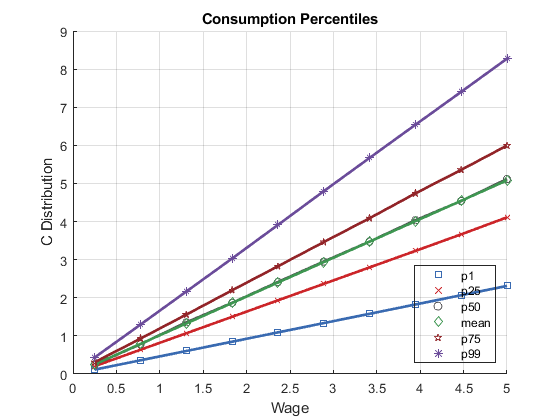 Consumption Percentiles
9
8
7
6
5
4
3
2
1
0
C Distribution
p1
p25
p50
mean
p75
p99
0 0.5 1 1.5 2 2.5 3 3.5 4 4.5 5
Wage